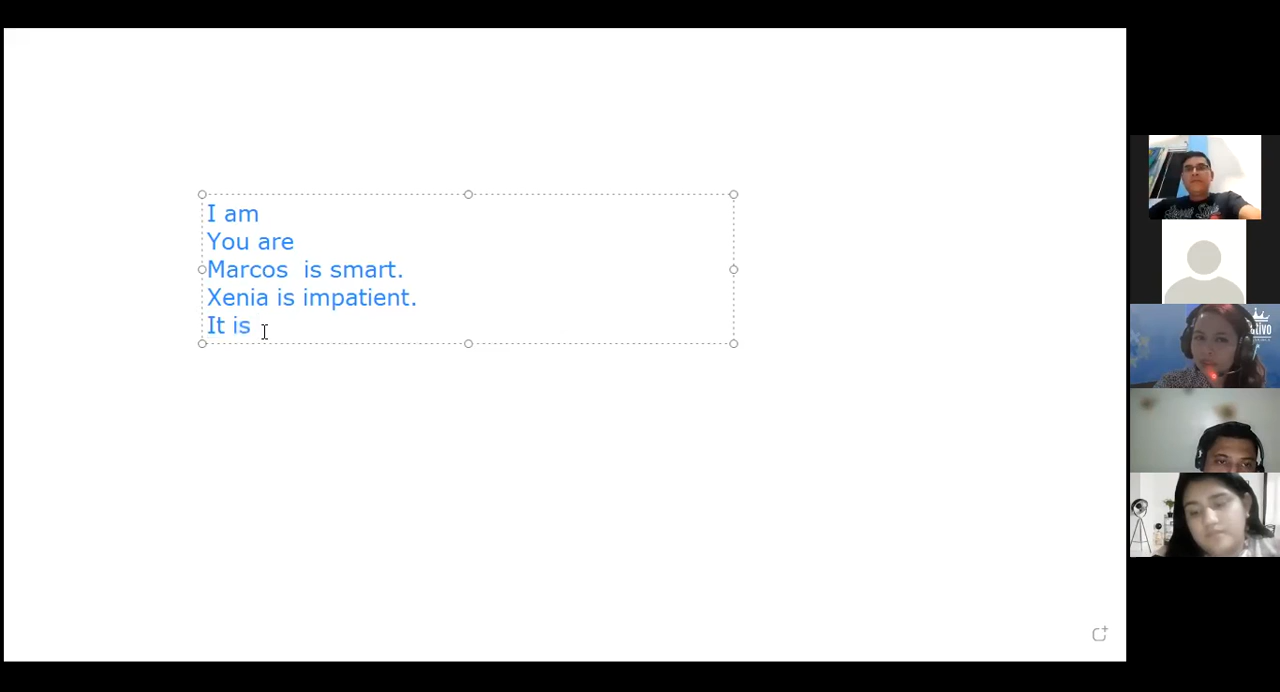 I am
You are
Marcos  is smart.
Xenia is impatient.
It is